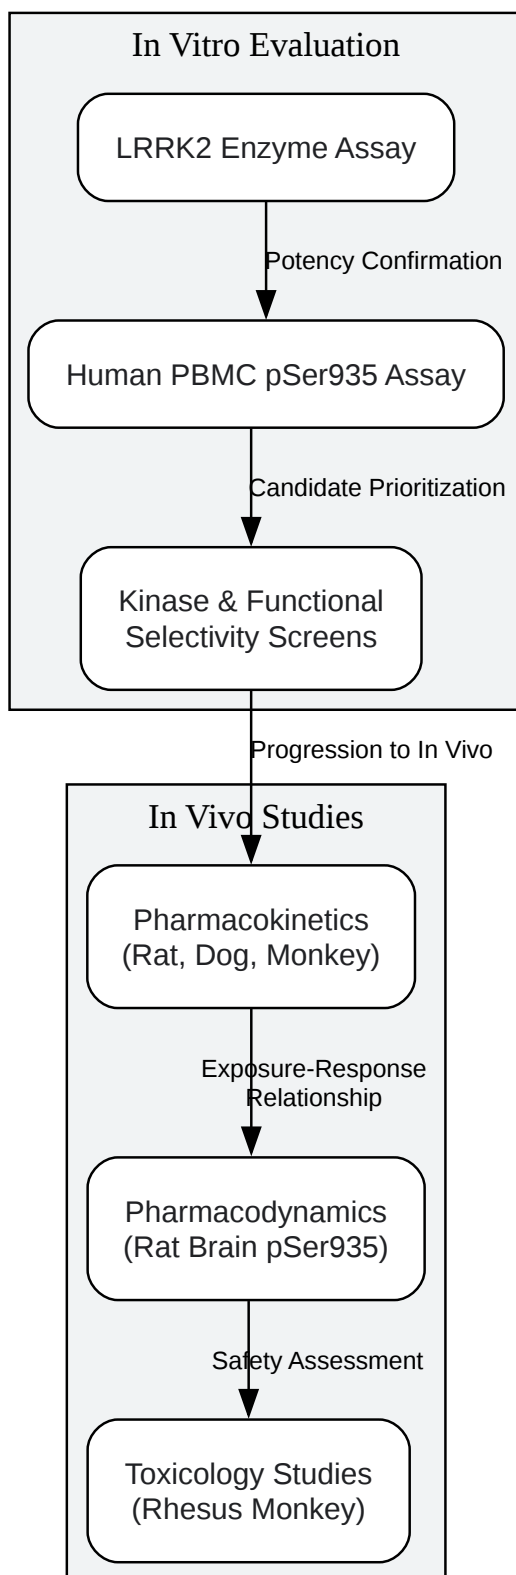 In Vitro Evaluation
LRRK2 Enzyme Assay
Potency Confirmation
Human PBMC pSer935 Assay
Candidate Prioritization
Kinase & Functional
Selectivity Screens
Progression to In Vivo
In Vivo Studies
Pharmacokinetics
(Rat, Dog, Monkey)
Exposure-Response
Relationship
Pharmacodynamics
(Rat Brain pSer935)
Safety Assessment
Toxicology Studies
(Rhesus Monkey)